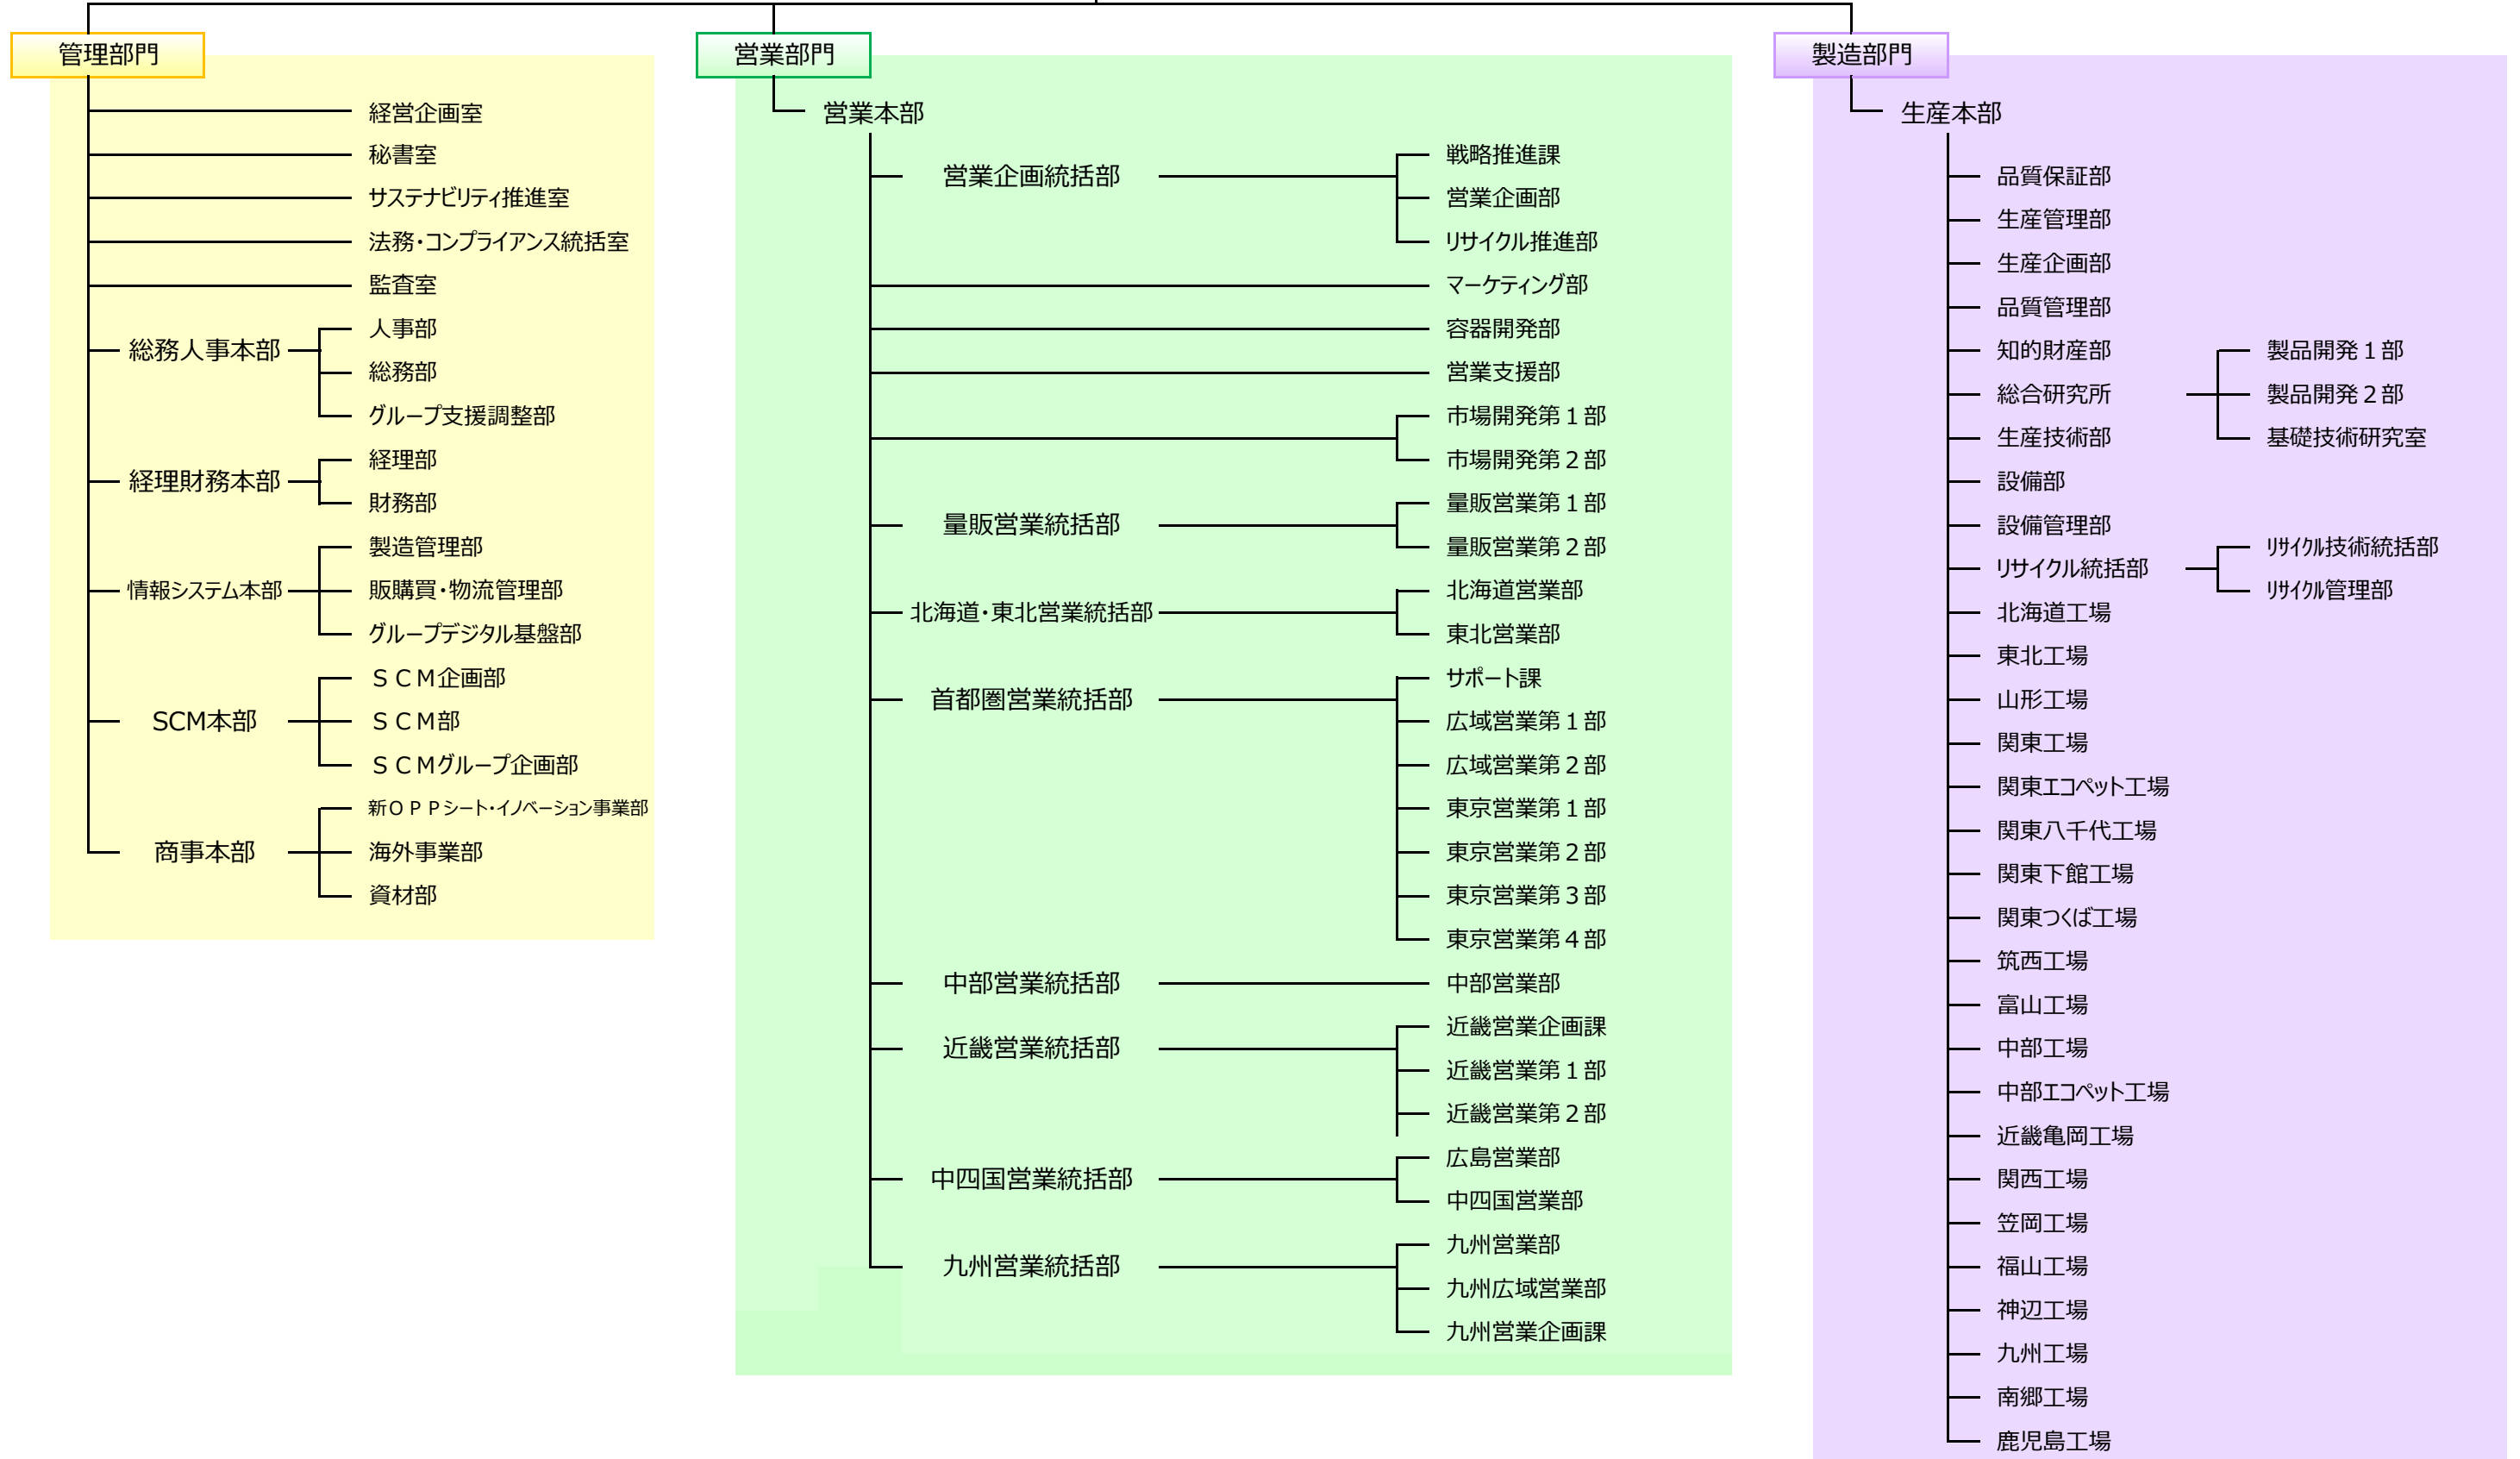 管理部門
経営企画室
秘書室
サステナビリティ推進室
法務・コンプライアンス統括室
監査室
総務人事本部
人事部
総務部
グループ支援調整部
経理財務本部
経理部
財務部
情報システム本部
製造管理部
販購買・物流管理部
グループデジタル基盤部
SCM本部
ＳＣＭ企画部
ＳＣＭ部
ＳＣＭグループ企画部
商事本部
新ＯＰＰシート・イノベーション事業部
海外事業部
資材部
営業部門
営業本部
営業企画統括部
戦略推進課
営業企画部
リサイクル推進部
マーケティング部
容器開発部
営業支援部
市場開発第１部
市場開発第２部
量販営業統括部
量販営業第１部
量販営業第２部
北海道・東北営業統括部
北海道営業部
東北営業部
首都圏営業統括部
サポート課
広域営業第１部
広域営業第２部
東京営業第１部
東京営業第２部
東京営業第３部
東京営業第４部
中部営業統括部
中部営業部
近畿営業統括部
近畿営業企画課
近畿営業第１部
近畿営業第２部
中四国営業統括部
広島営業部
中四国営業部
九州営業統括部
九州営業部
九州広域営業部
九州営業企画課
製造部門
生産本部
品質保証部
生産管理部
生産企画部
品質管理部
知的財産部
総合研究所
製品開発１部
製品開発２部
基礎技術研究室
生産技術部
設備部
設備管理部
リサイクル統括部
リサイクル技術統括部
リサイクル管理部
北海道工場
東北工場
山形工場
関東工場
関東エコペット工場
関東八千代工場
関東下館工場
関東つくば工場
筑西工場
富山工場
中部工場
中部エコペット工場
近畿亀岡工場
関西工場
笠岡工場
福山工場
神辺工場
九州工場
南郷工場
鹿児島工場